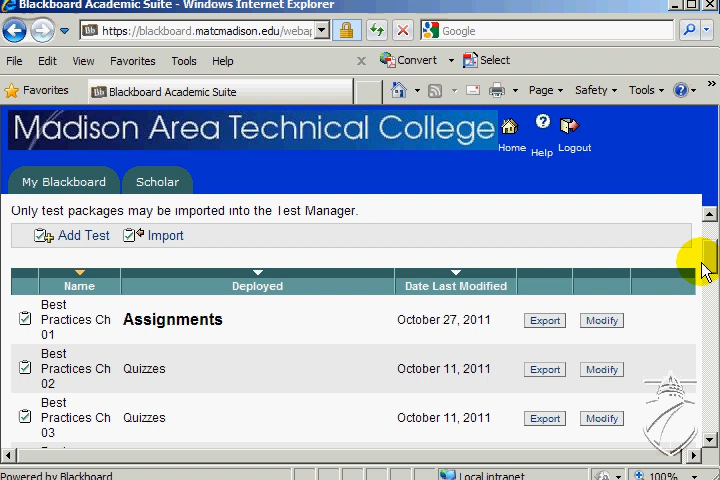 Blackboard Academic Suite - Windows Internet Explorer
Bb https://blackboard.matcmadison.edu/webap Google
File Edit View Favorites Tools Help x Convert Select
Favorites Bb Blackboard Academic Suite Page Safety Tools »
Madison Area Technical College
Home Help Logout
My Blackboard Scholar
Only test packages may be imported into the Test Manager.
Add Test Import
Name Deployed Date Last Modified
Best
Practices Ch
01
Assignments October 27, 2011 Export Modify
Best
Practices Ch
02
Quizzes October 11, 2011 Export Modify
Best
Practices Ch
03
Quizzes October 11, 2011 Export Modify
Powered by Blackboard Local intranet 100%